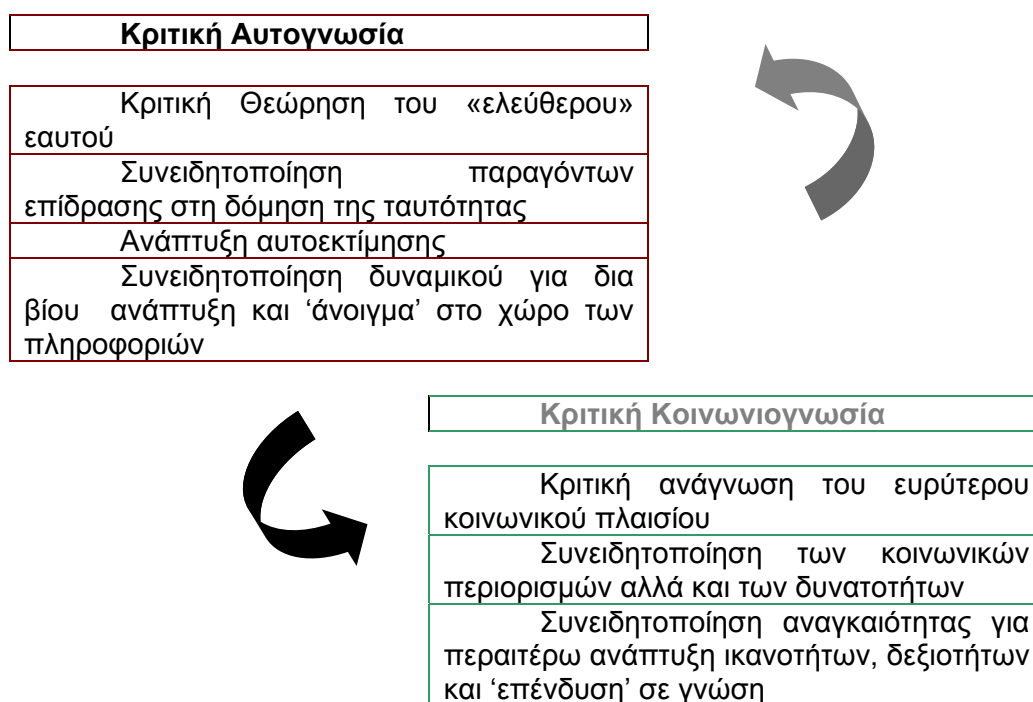 Κριτική Αυτογνωσία
Κριτική Θεώρηση του «ελεύθερου»
εαυτού
Συνειδητοποίηση παραγόντων
επίδρασης στη δόμηση της ταυτότητας
Ανάπτυξη αυτοεκτίμησης
Συνειδητοποίηση δυναμικού για δια
βίου ανάπτυξη και ‘άνοιγμα’ στο χώρο των
πληροφοριών
Κριτική Κοινωνιογνωσία
Κριτική ανάγνωση του ευρύτερου
κοινωνικού πλαισίου
Συνειδητοποίηση των κοινωνικών
περιορισμών αλλά και των δυνατοτήτων
Συνειδητοποίηση αναγκαιότητας για
περαιτέρω ανάπτυξη ικανοτήτων, δεξιοτήτων
και ‘επένδυση’ σε γνώση